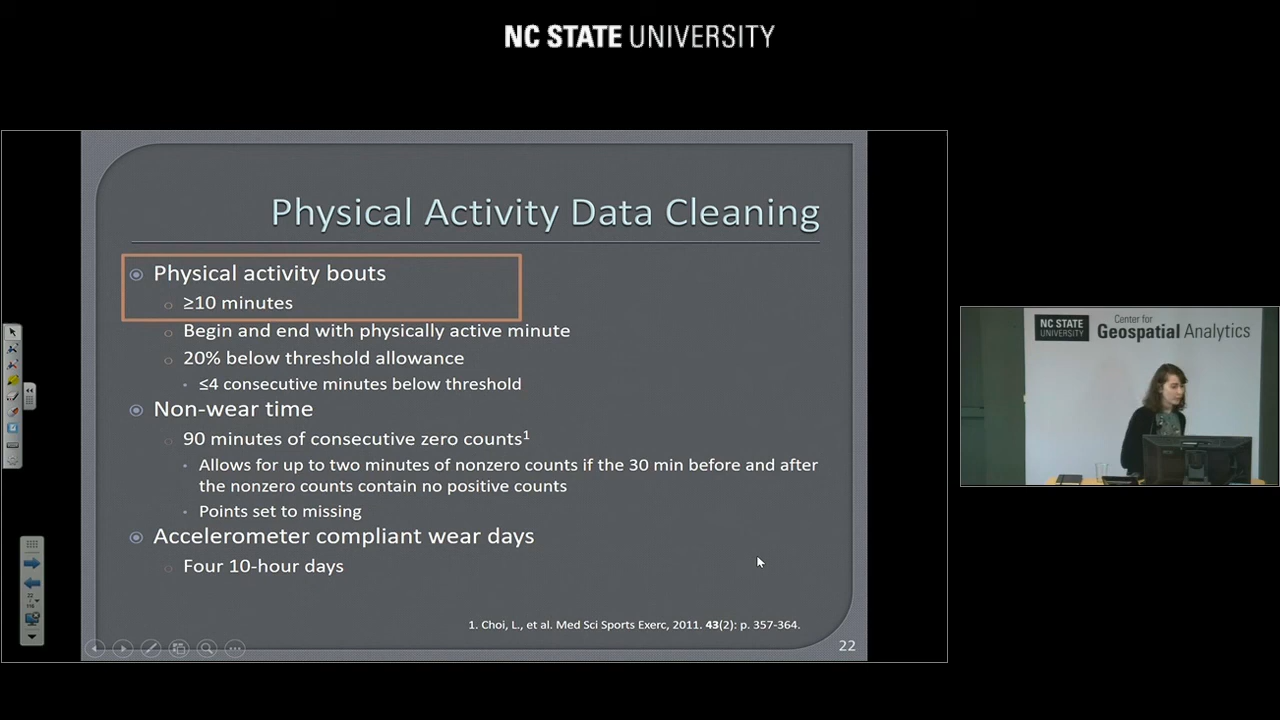 NC STATE UNIVERSITY
Physical Activity Data Cleaning
Physical activity bouts
≥10 minutes
Begin and end with physically active minute
20% below threshold allowance
≤4 consecutive minutes below threshold
Non-wear time
90 minutes of consecutive zero counts1
Allows for up to two minutes of nonzero counts if the 30 min before and after
the nonzero counts contain no positive counts
Points set to missing
Accelerometer compliant wear days
Four 10-hour days
1. Choi, L., et al. Med Sci Sports Exerc, 2011. 43(2): p. 357-364.
22
NC STATE
UNIVERSITY
Center for
Geospatial Analytics